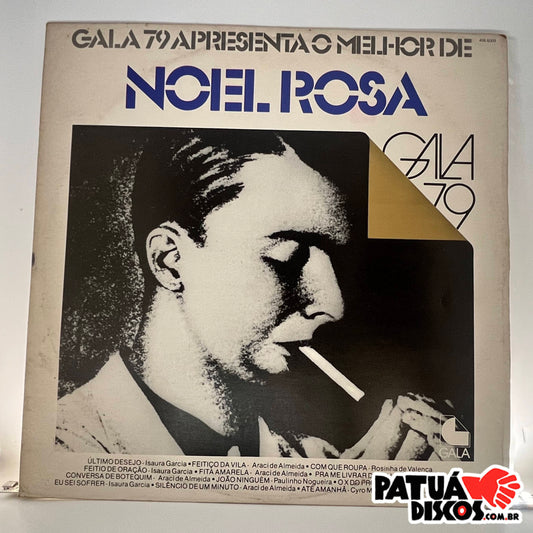 GALA 79 APRESENTA O MELHOR DE
NOEL ROSA
GALA
79
ÚLTIMO DESEJO - Isaura Garcia • FEITIÇO DA VILA - Araci de Almeida • COM QUE ROUPA - Rosinha de Valença
FEITIO DE ORAÇÃO - Isaura Garcia • FITA AMARELA - Araci de Almeida • PRA ME LIVRAR D
CONVERSA DE BOTEQUIM - Araci de Almeida • JOÃO NINGUÉM - Paulinho Nogueira • O X DO PR
EU SEI SOFRER - Isaura Garcia • SILÊNCIO DE UM MINUTO - Araci de Almeida • ATÉ AMANHÃ - Cyro M
GALA
PATUÁ
DISCOS.COM.BR